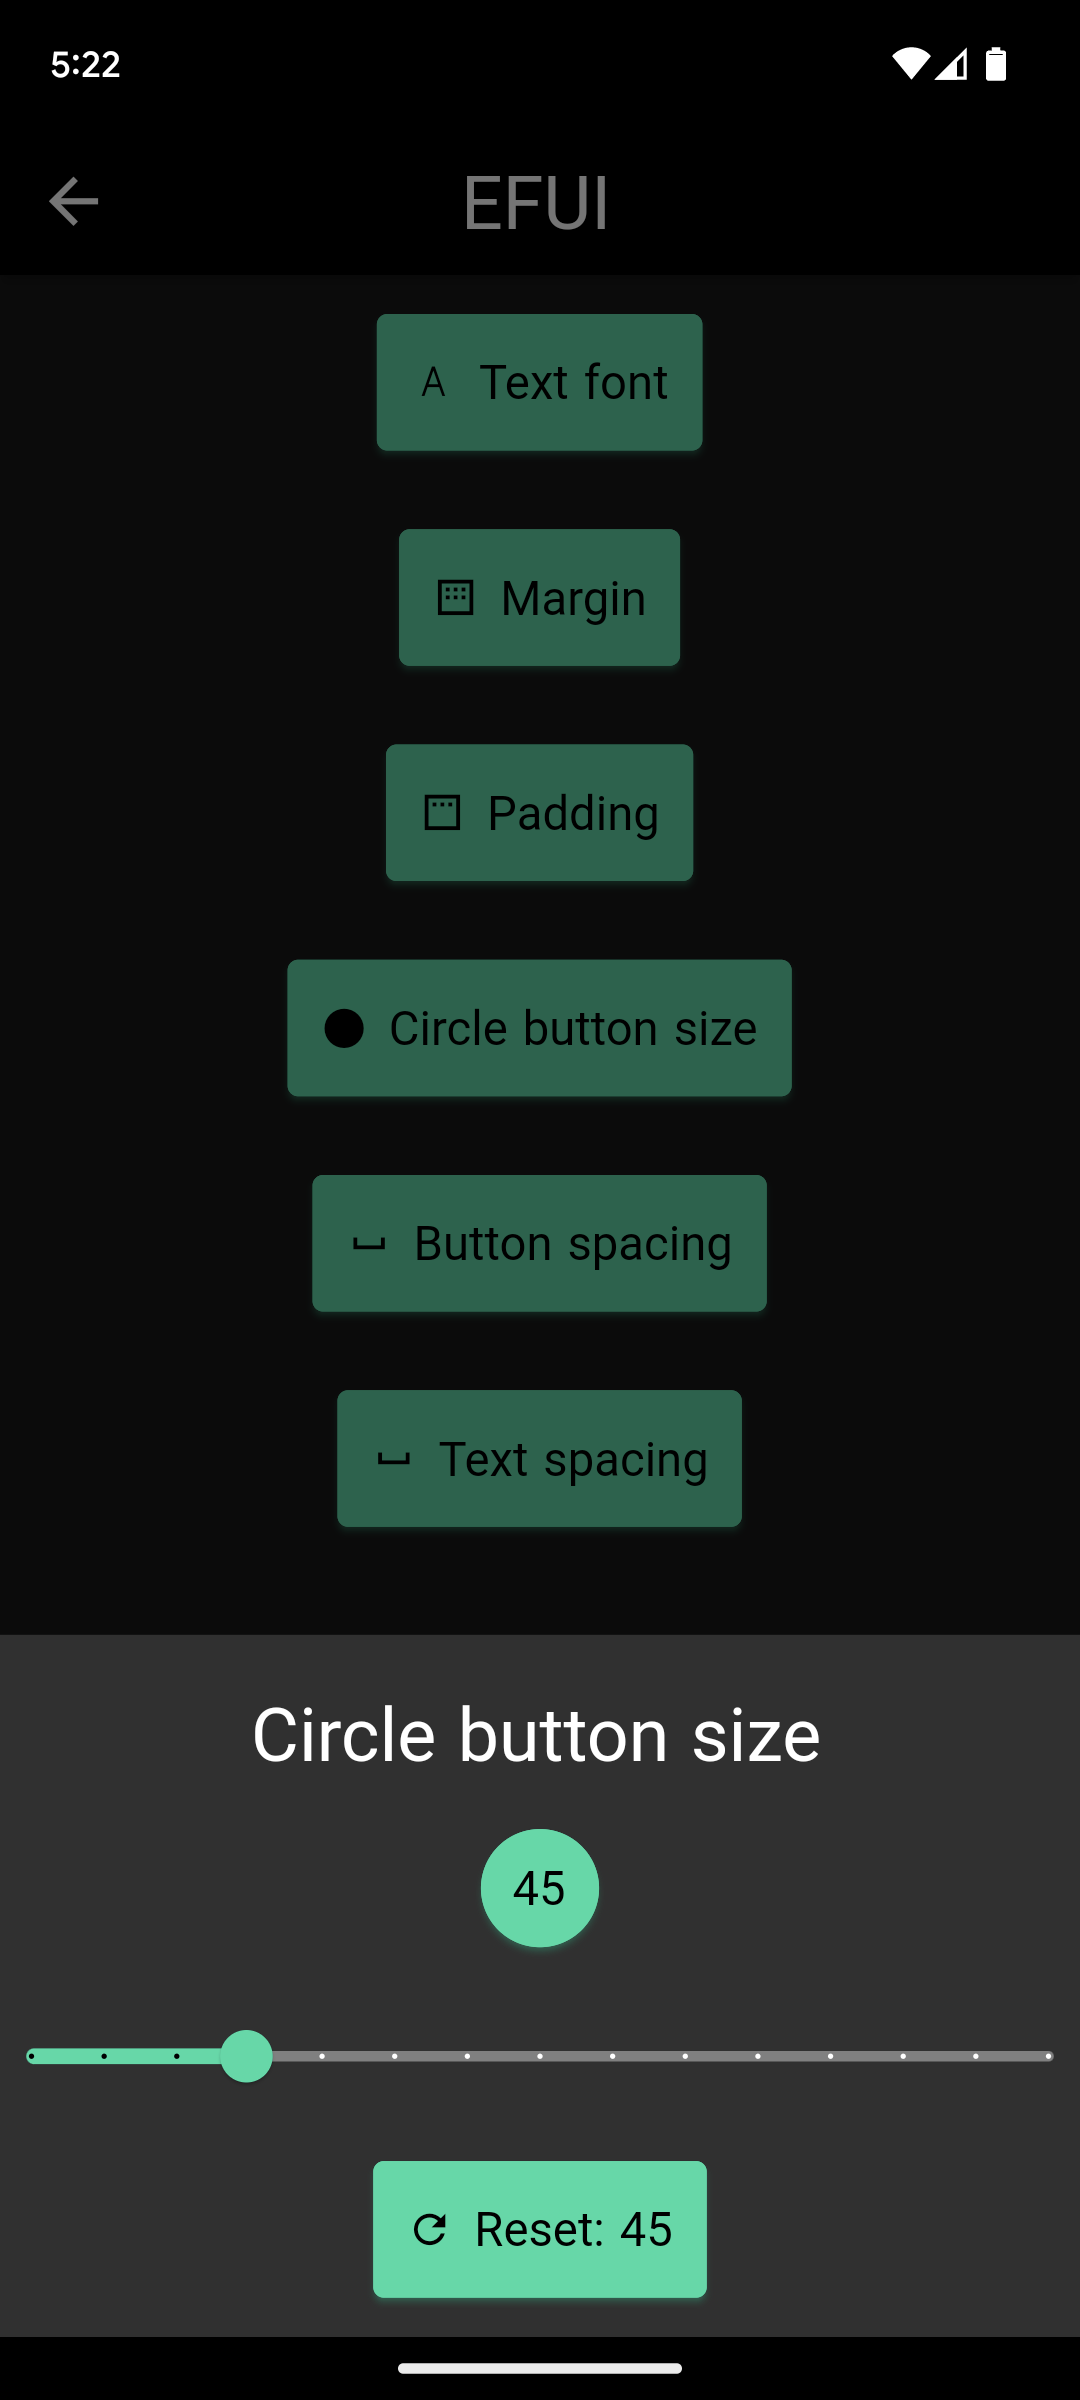 5:22
EFUI
A Text font
Margin
Padding
Circle button size
Button spacing
Text spacing
Circle button size
45
Reset: 45